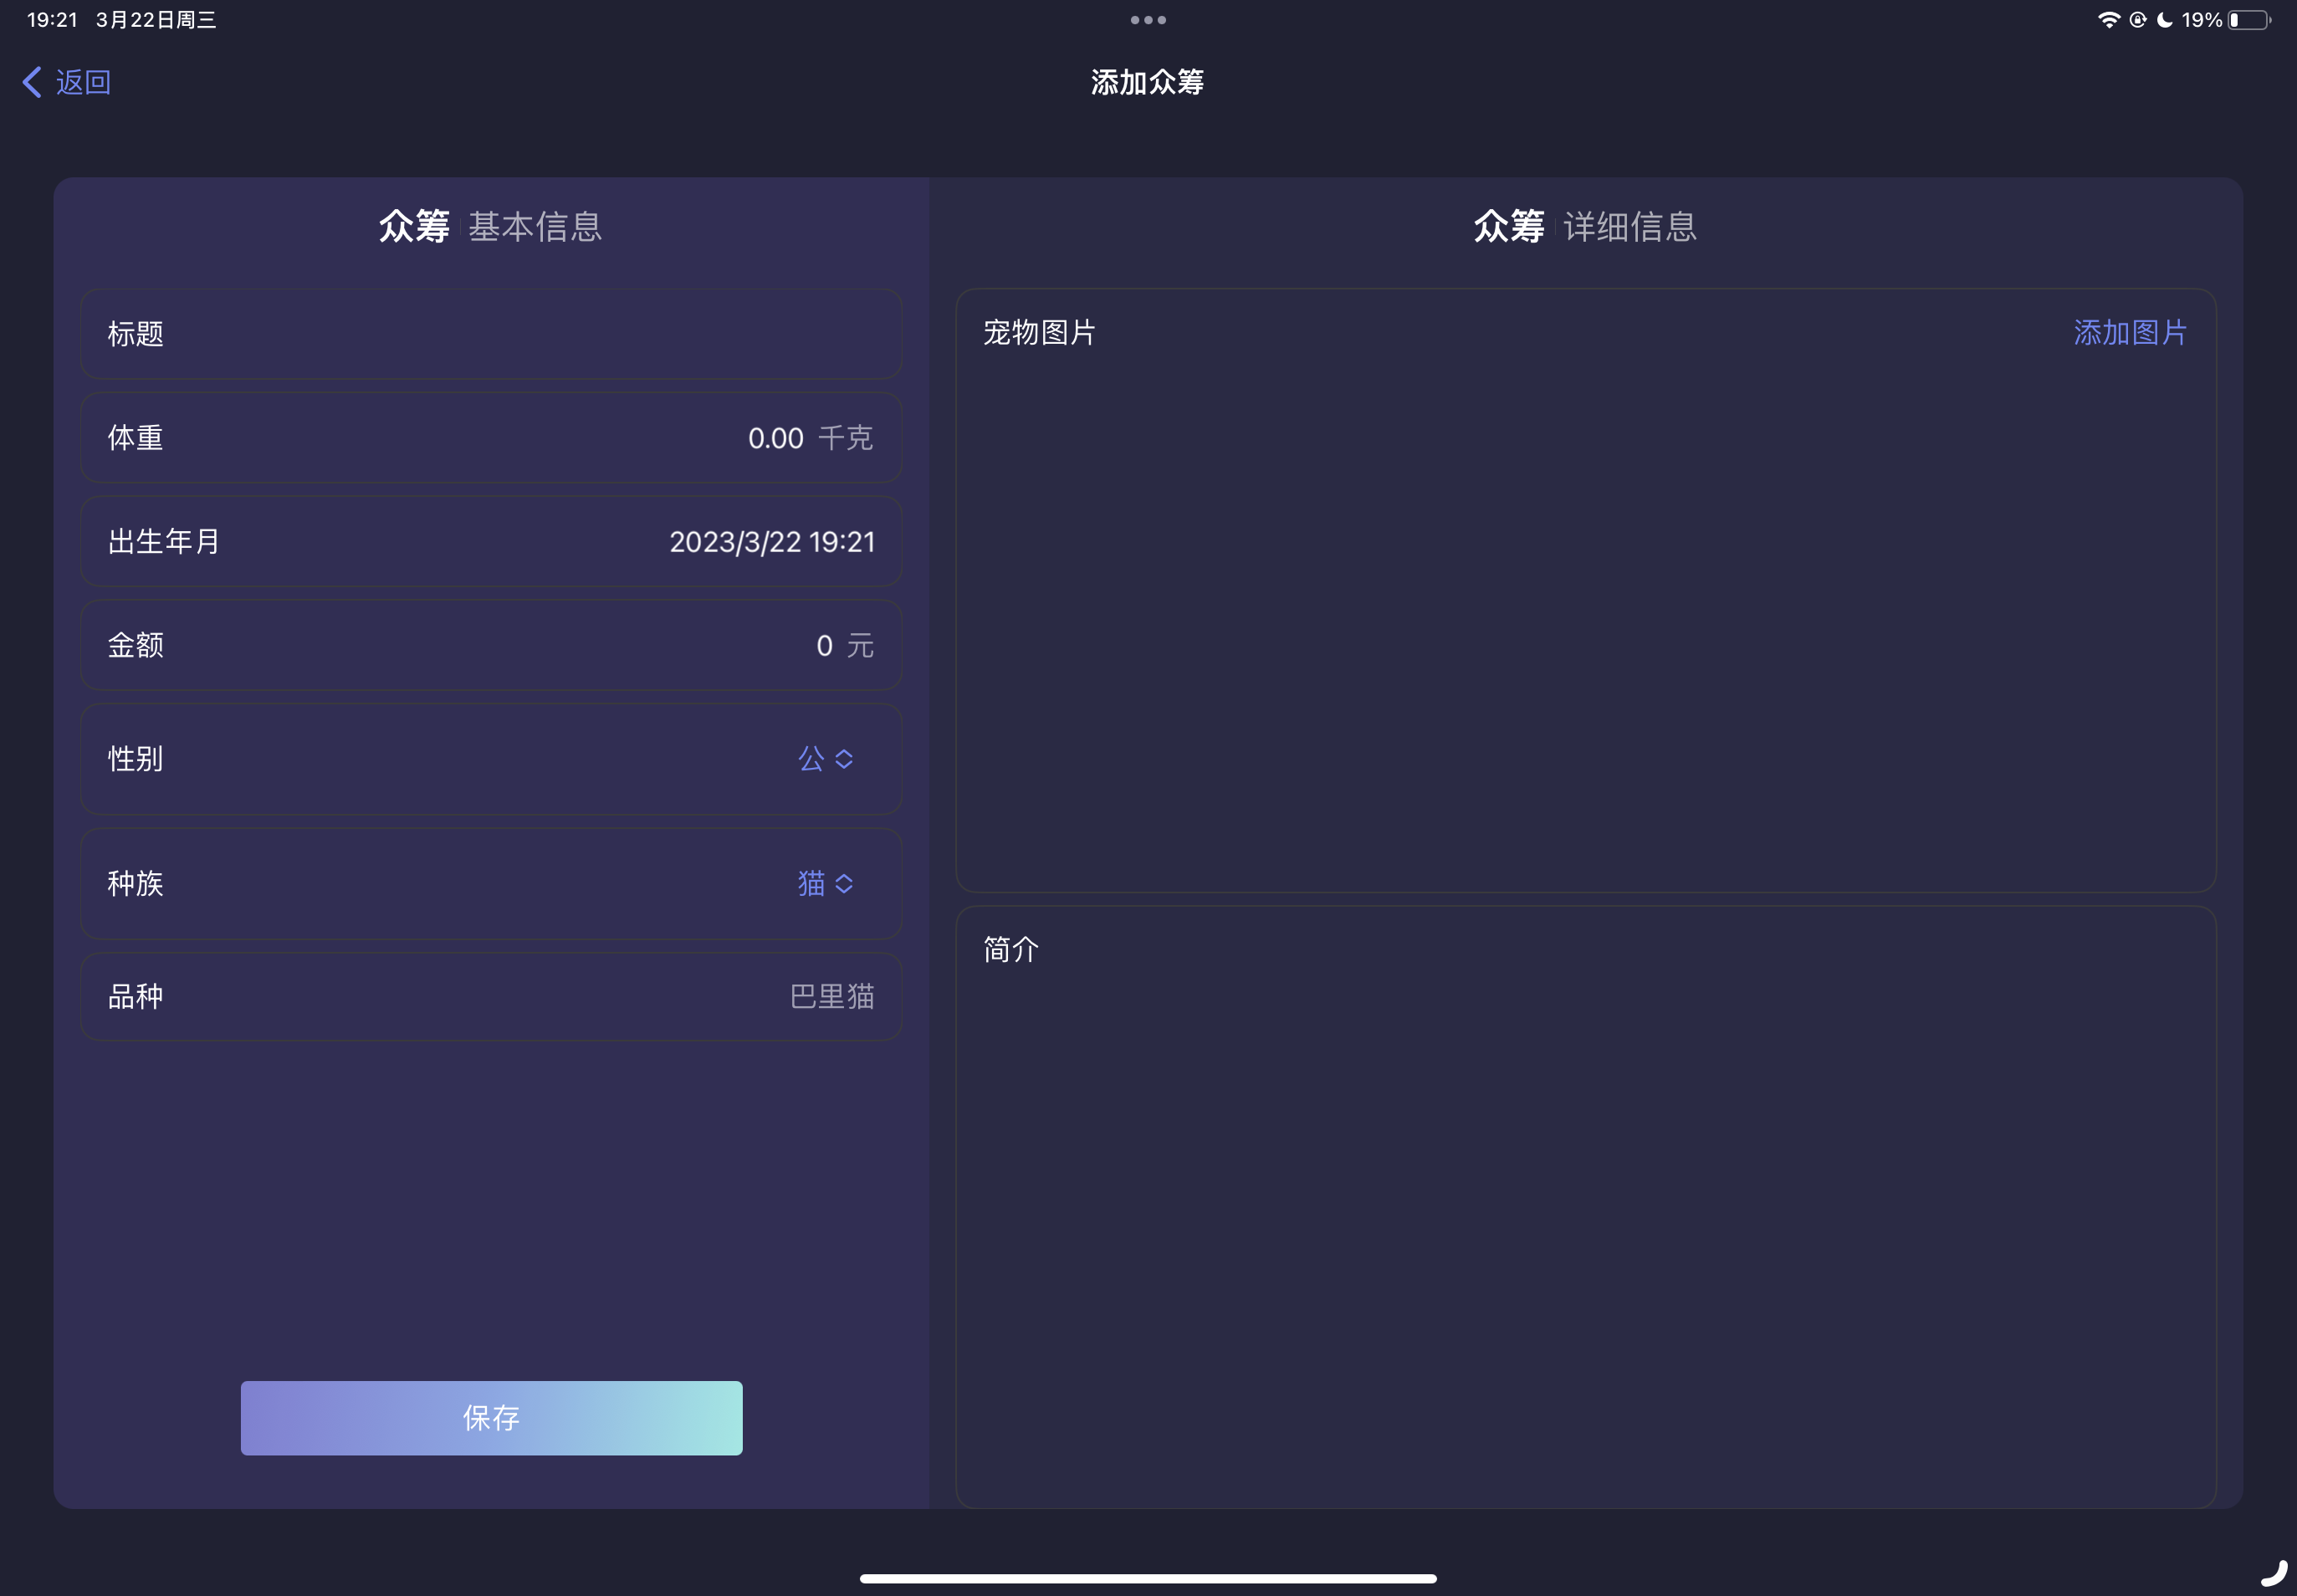 19:21 3月22日周三
19%
返回
添加众筹
众筹 基本信息
标题
体重 0.00 千克
出生年月 2023/3/22 19:21
金额 0 元
性别 公
种族 猫
品种 巴里猫
保存
众筹 详细信息
宠物图片 添加图片
简介